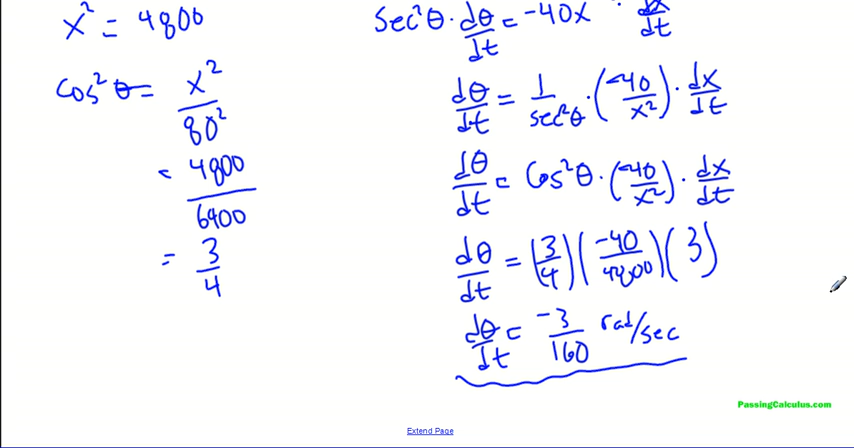 x² = 4800
cos²θ = x²/80²
= 4800/6400
= 3/4
sec²θ · dθ/dt = -40x · dx/dt
dθ/dt = 1/sec²θ · (-40/x²) · dx/dt
dθ/dt = cos²θ · (-40/x²) · dx/dt
dθ/dt = (3/4)(-40/4800)(3)
dθ/dt = -3/160 rad/sec
PassingCalculus.com
Extend Page